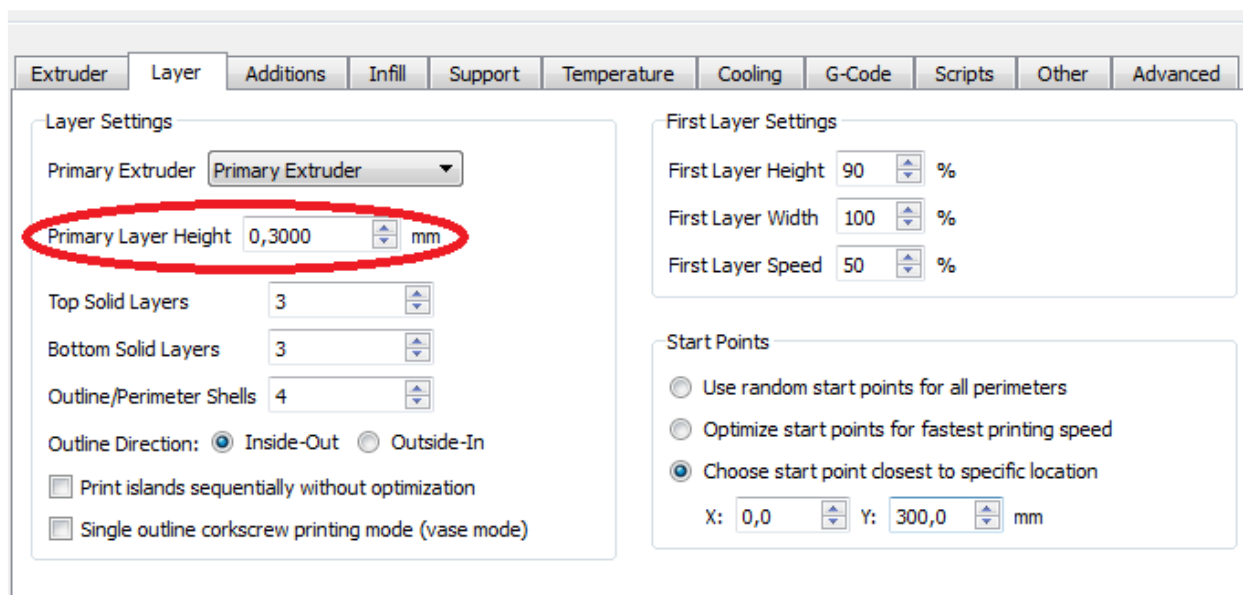 Extruder Layer Additions Infill Support Temperature Cooling G-Code Scripts Other Advanced
Layer Settings
Primary Extruder Primary Extruder
Primary Layer Height 0,3000 mm
Top Solid Layers 3
Bottom Solid Layers 3
Outline/Perimeter Shells 4
Outline Direction: Inside-Out Outside-In
Print islands sequentially without optimization
Single outline corkscrew printing mode (vase mode)
First Layer Settings
First Layer Height 90 %
First Layer Width 100 %
First Layer Speed 50 %
Start Points
Use random start points for all perimeters
Optimize start points for fastest printing speed
Choose start point closest to specific location
X: 0,0 Y: 300,0 mm